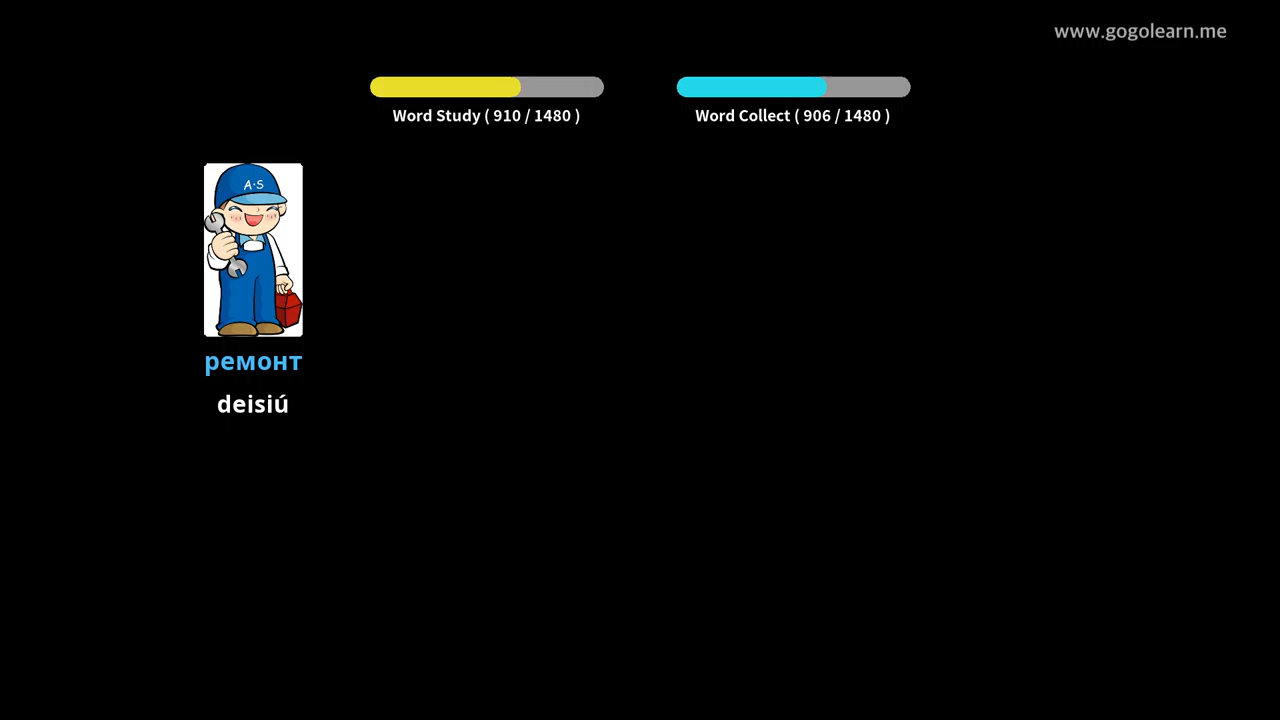 www.gogolearn.me
Word Study ( 910 / 1480 )
Word Collect ( 906 / 1480 )
A·S
ремонт
deisiú